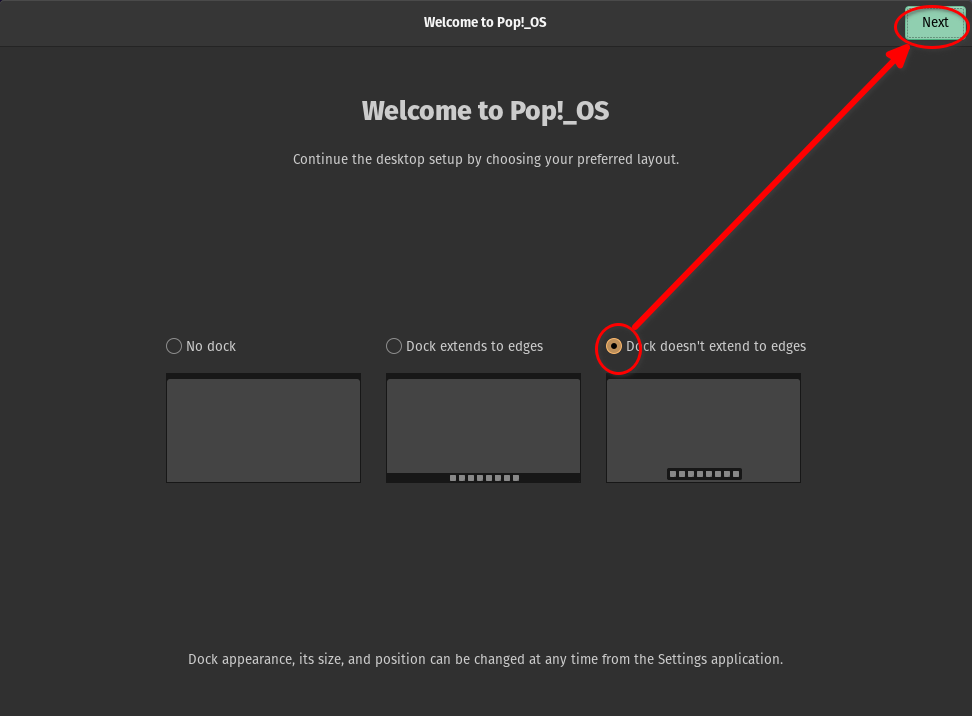 Welcome to Pop!_OS
Next
Welcome to Pop!_OS
Continue the desktop setup by choosing your preferred layout.
No dock
Dock extends to edges
Dock doesn't extend to edges
Dock appearance, its size, and position can be changed at any time from the Settings application.